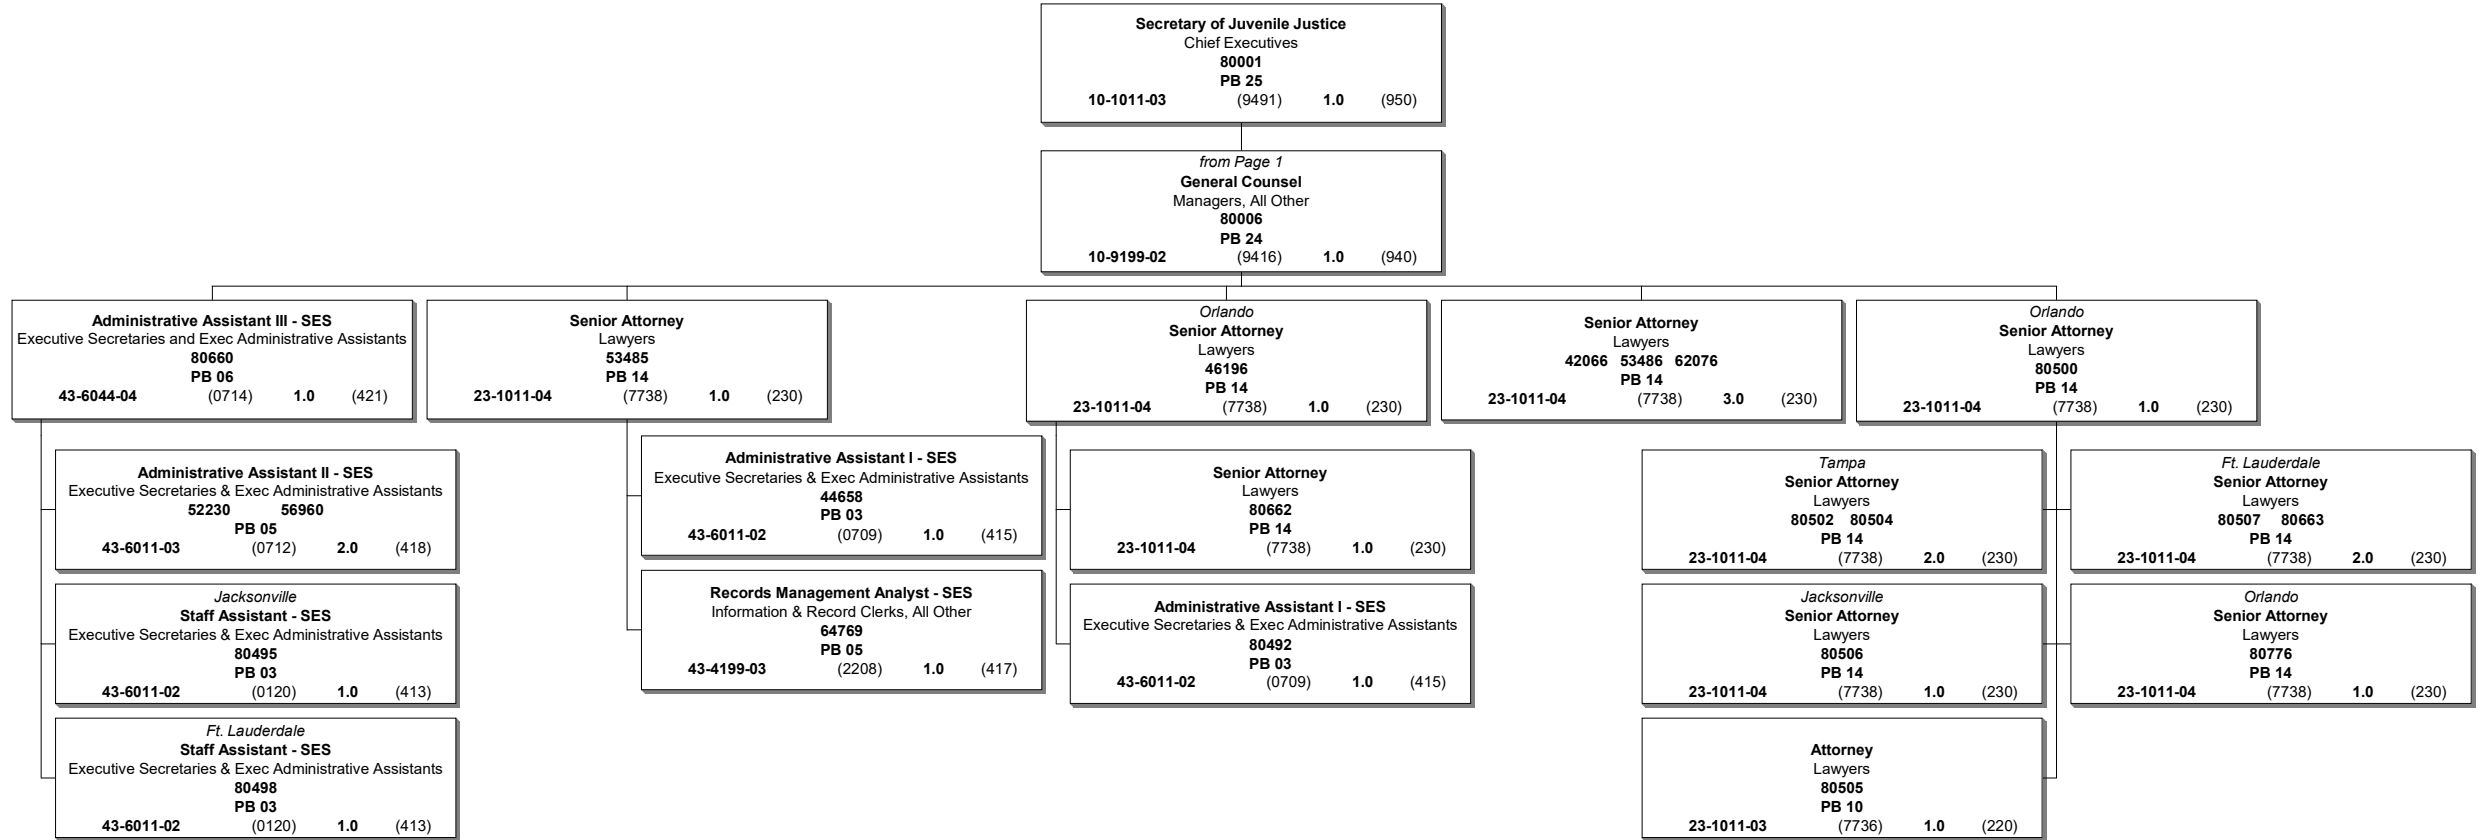 Secretary of Juvenile Justice
Chief Executives
80001
PB 25
10-1011-03 (9491) 1.0 (950)
from Page 1
General Counsel
Managers, All Other
80006
PB 24
10-9199-02 (9416) 1.0 (940)
Administrative Assistant III - SES
Executive Secretaries and Exec Administrative Assistants
80660
PB 06
43-6044-04 (0714) 1.0 (421)
Senior Attorney
Lawyers
53485
PB 14
23-1011-04 (7738) 1.0 (230)
Orlando
Senior Attorney
Lawyers
46196
PB 14
23-1011-04 (7738) 1.0 (230)
Senior Attorney
Lawyers
42066 53486 62076
PB 14
23-1011-04 (7738) 3.0 (230)
Orlando
Senior Attorney
Lawyers
80500
PB 14
23-1011-04 (7738) 1.0 (230)
Administrative Assistant II - SES
Executive Secretaries & Exec Administrative Assistants
52230 56960
PB 05
43-6011-03 (0712) 2.0 (418)
Jacksonville
Staff Assistant - SES
Executive Secretaries & Exec Administrative Assistants
80495
PB 03
43-6011-02 (0120) 1.0 (413)
Ft. Lauderdale
Staff Assistant - SES
Executive Secretaries & Exec Administrative Assistants
80498
PB 03
43-6011-02 (0120) 1.0 (413)
Administrative Assistant I - SES
Executive Secretaries & Exec Administrative Assistants
44658
PB 03
43-6011-02 (0709) 1.0 (415)
Records Management Analyst - SES
Information & Record Clerks, All Other
64769
PB 05
43-4199-03 (2208) 1.0 (417)
Senior Attorney
Lawyers
80662
PB 14
23-1011-04 (7738) 1.0 (230)
Administrative Assistant I - SES
Executive Secretaries & Exec Administrative Assistants
80492
PB 03
43-6011-02 (0709) 1.0 (415)
Tampa
Senior Attorney
Lawyers
80502 80504
PB 14
23-1011-04 (7738) 2.0 (230)
Ft. Lauderdale
Senior Attorney
Lawyers
80507 80663
PB 14
23-1011-04 (7738) 2.0 (230)
Jacksonville
Senior Attorney
Lawyers
80506
PB 14
23-1011-04 (7738) 1.0 (230)
Orlando
Senior Attorney
Lawyers
80776
PB 14
23-1011-04 (7738) 1.0 (230)
Attorney
Lawyers
80505
PB 10
23-1011-03 (7736) 1.0 (220)